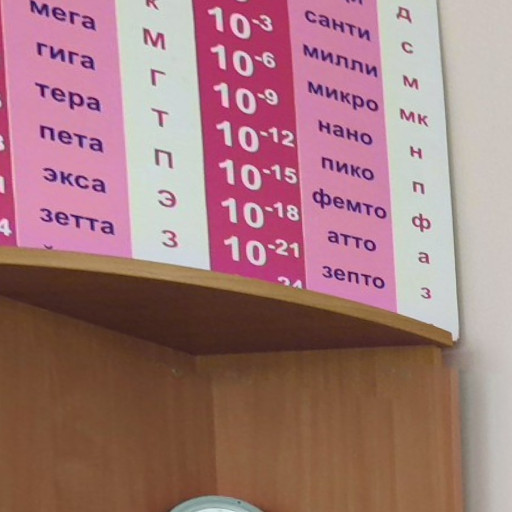 к д
мега М 10-3 санти с
гига Г 10-6 милли м
тера Т 10-9 микро мк
пета П 10-12 нано н
экса Э 10-15 пико п
зетта З 10-18 фемто ф
10-21 атто а
зепто з